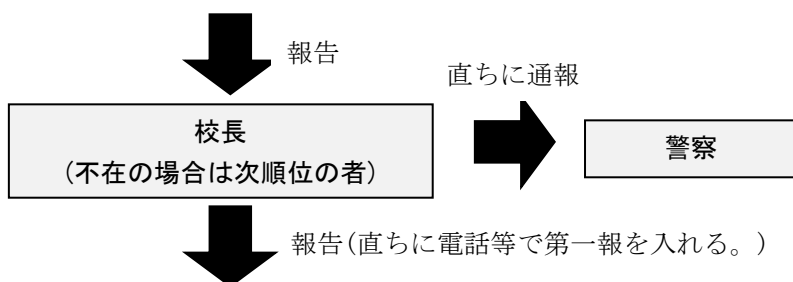 報告
直ちに通報
校長
(不在の場合は次順位の者)
警察
報告(直ちに電話等で第一報を入れる。)